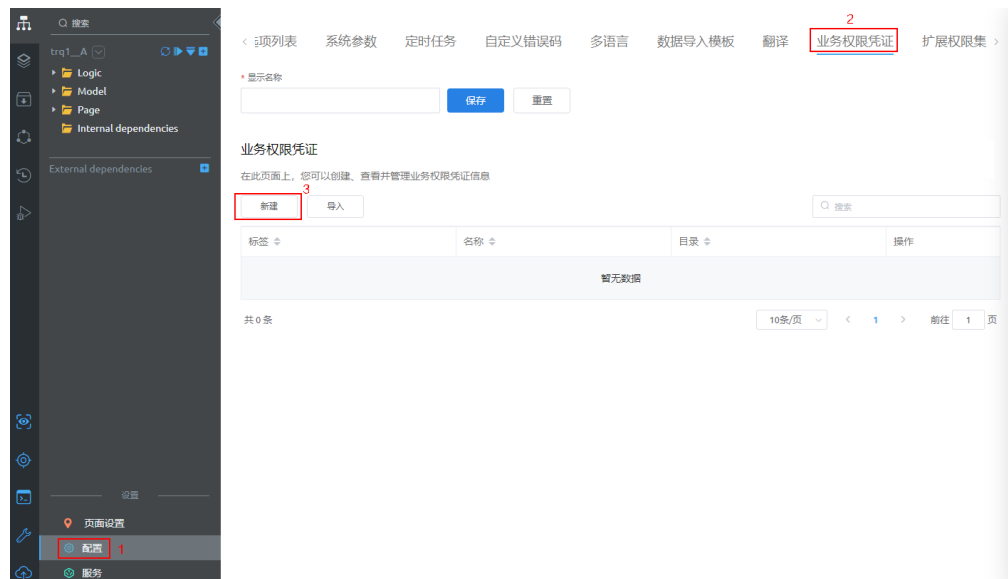 搜索
trq1__A
Logic
Model
Page
Internal dependencies
External dependencies
设置
页面设置
配置 1
服务
2
系统参数 定时任务 自定义错误码 多语言 数据导入模板 翻译 业务权限凭证 扩展权限集
项列表
* 显示名称
保存 重置
业务权限凭证
在此页面上，您可以创建、查看并管理业务权限凭证信息
3
新建 导入 搜索
标签 名称 目录 操作
暂无数据
共 0 条 10条/页 < 1 > 前往 1 页